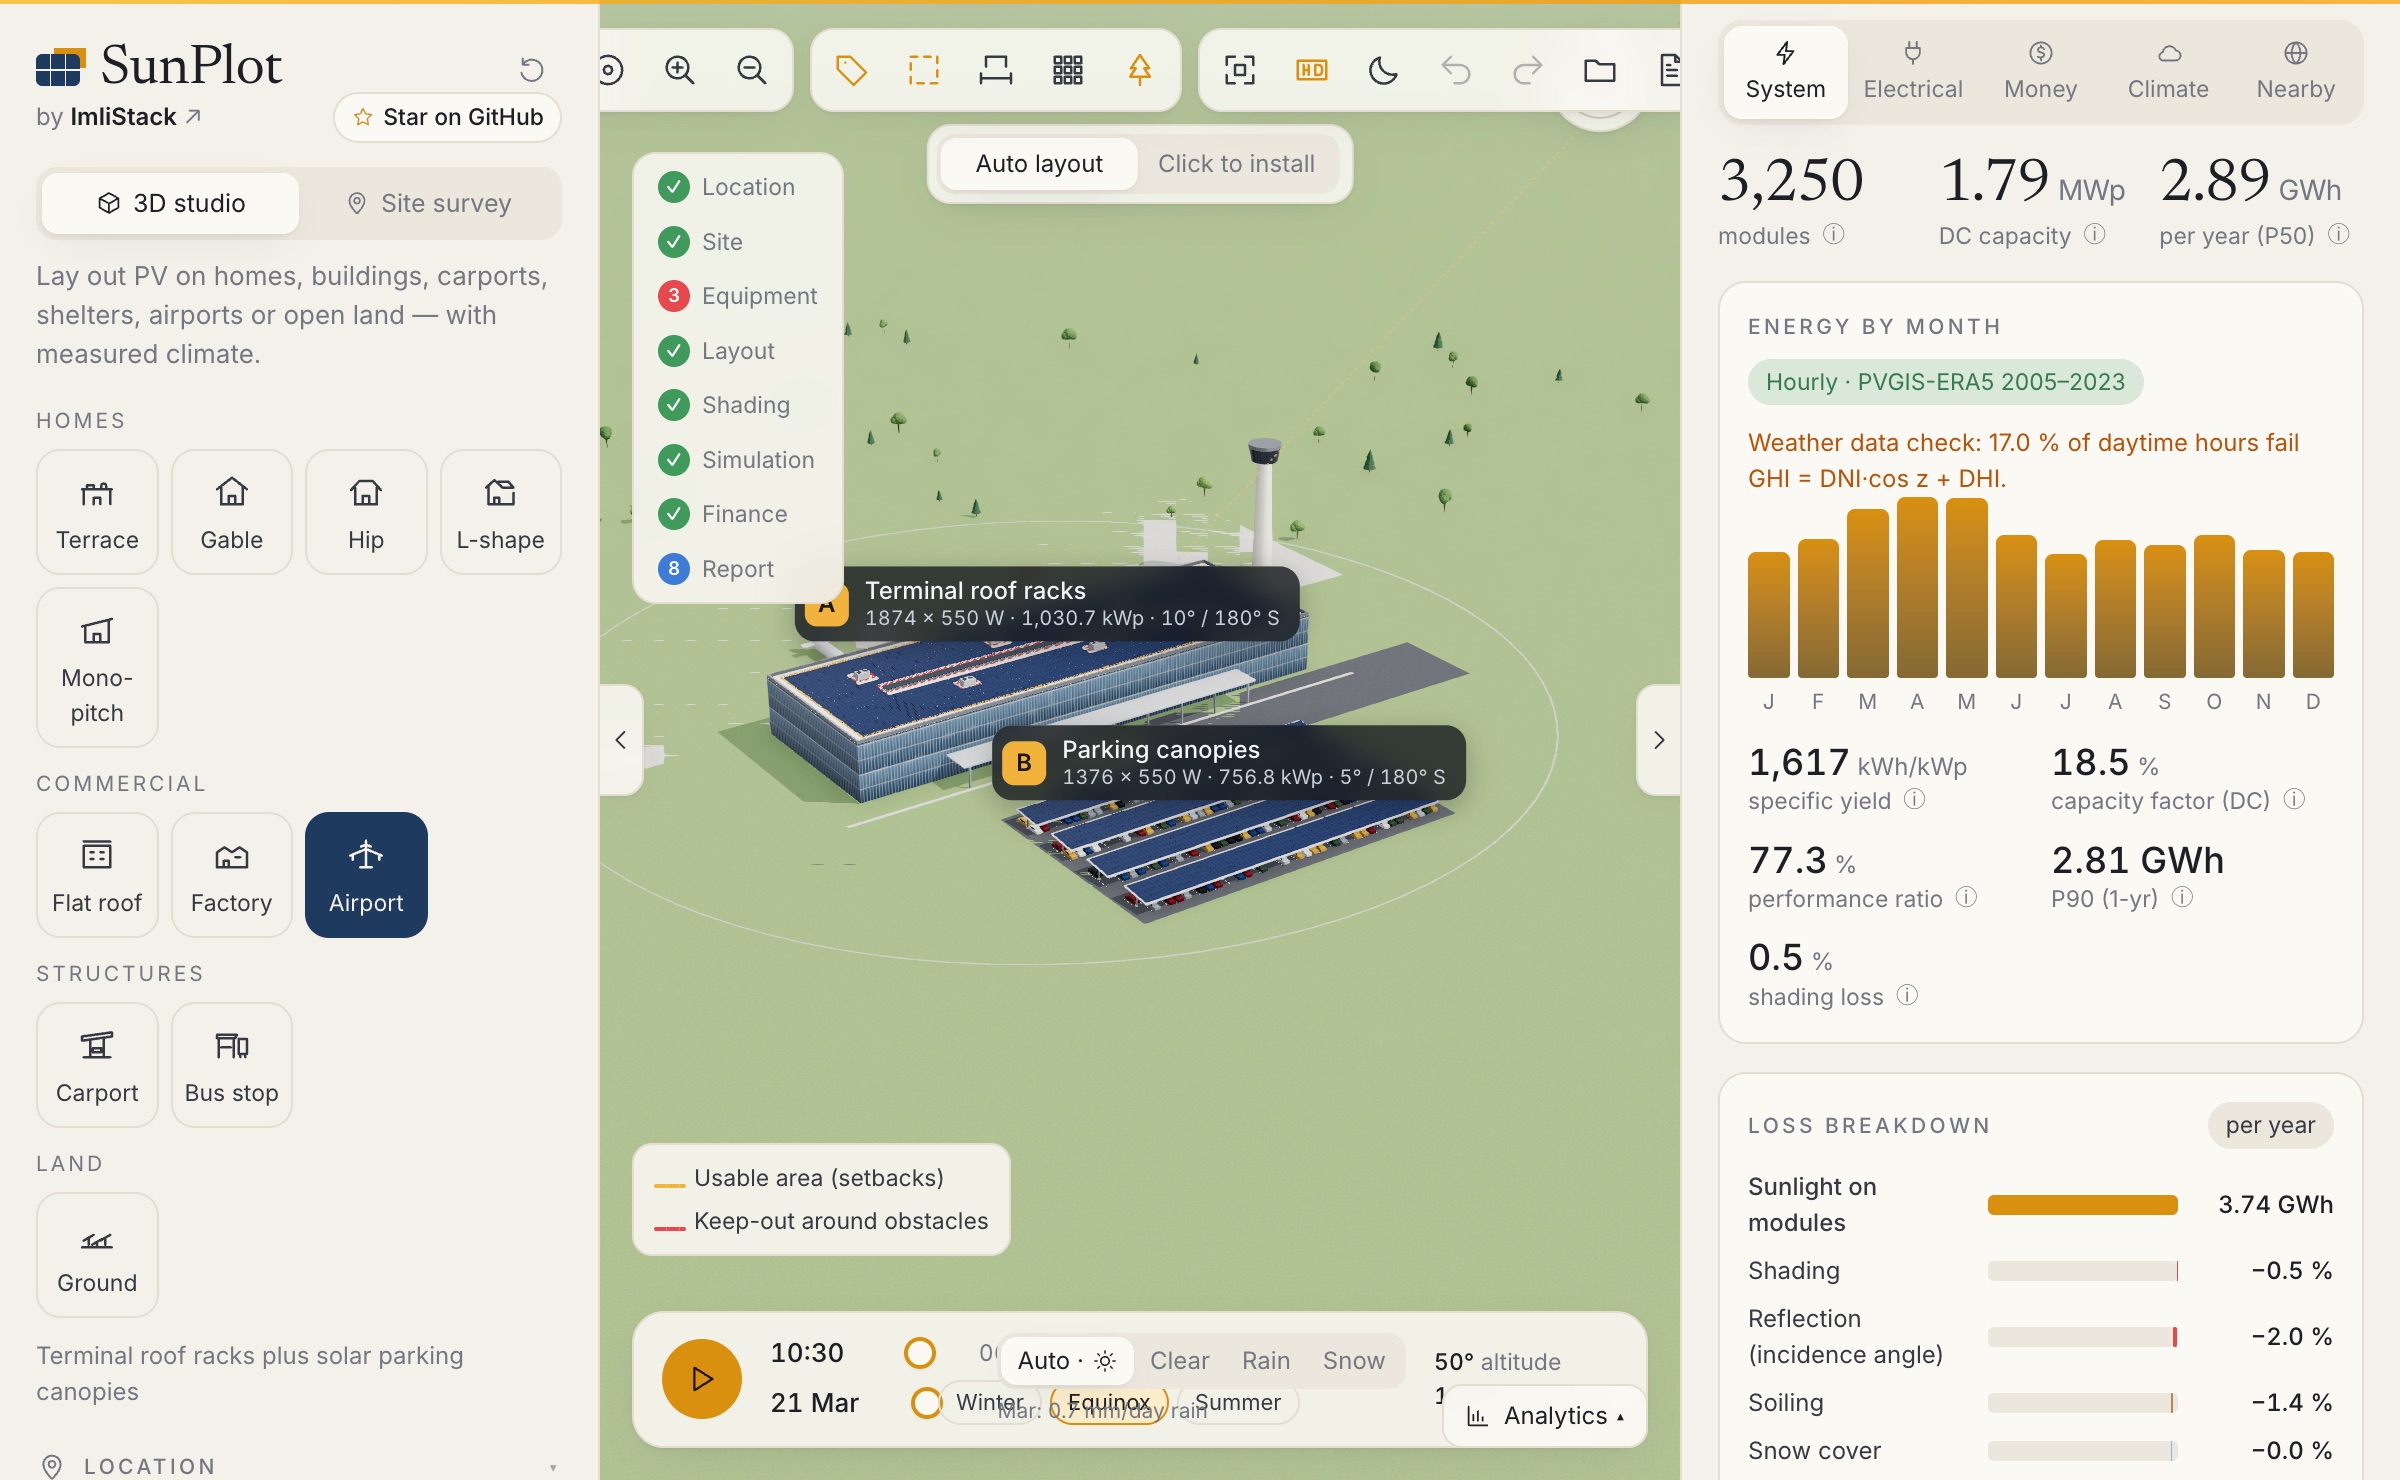 SunPlot
by ImliStack
Star on GitHub
3D studio
Site survey
Lay out PV on homes, buildings, carports,
shelters, airports or open land — with
measured climate.
HOMES
Terrace
Gable
Hip
L-shape
Mono-
pitch
COMMERCIAL
Flat roof
Factory
Airport
STRUCTURES
Carport
Bus stop
LAND
Ground
Terminal roof racks plus solar parking
canopies
LOCATION
HD
Auto layout
Click to install
Location
Site
3 Equipment
Layout
Shading
Simulation
Finance
8 Report
A
Terminal roof racks
1874 × 550 W · 1,030.7 kWp · 10° / 180° S
B
Parking canopies
1376 × 550 W · 756.8 kWp · 5° / 180° S
Usable area (setbacks)
Keep-out around obstacles
10:30
Auto ·
Clear
Rain
Snow
50° altitude
21 Mar
Winter
Equinox
Summer
Mar: 0.7 mm/day rain
Analytics
System
Electrical
Money
Climate
Nearby
3,250
modules
1.79 MWp
DC capacity
2.89 GWh
per year (P50)
ENERGY BY MONTH
Hourly · PVGIS-ERA5 2005–2023
Weather data check: 17.0 % of daytime hours fail
GHI = DNI·cos z + DHI.
J F M A M J J A S O N D
1,617 kWh/kWp
specific yield
18.5 %
capacity factor (DC)
77.3 %
performance ratio
2.81 GWh
P90 (1-yr)
0.5 %
shading loss
LOSS BREAKDOWN
per year
Sunlight on
modules
3.74 GWh
Shading
−0.5 %
Reflection
(incidence angle)
−2.0 %
Soiling
−1.4 %
Snow cover
−0.0 %